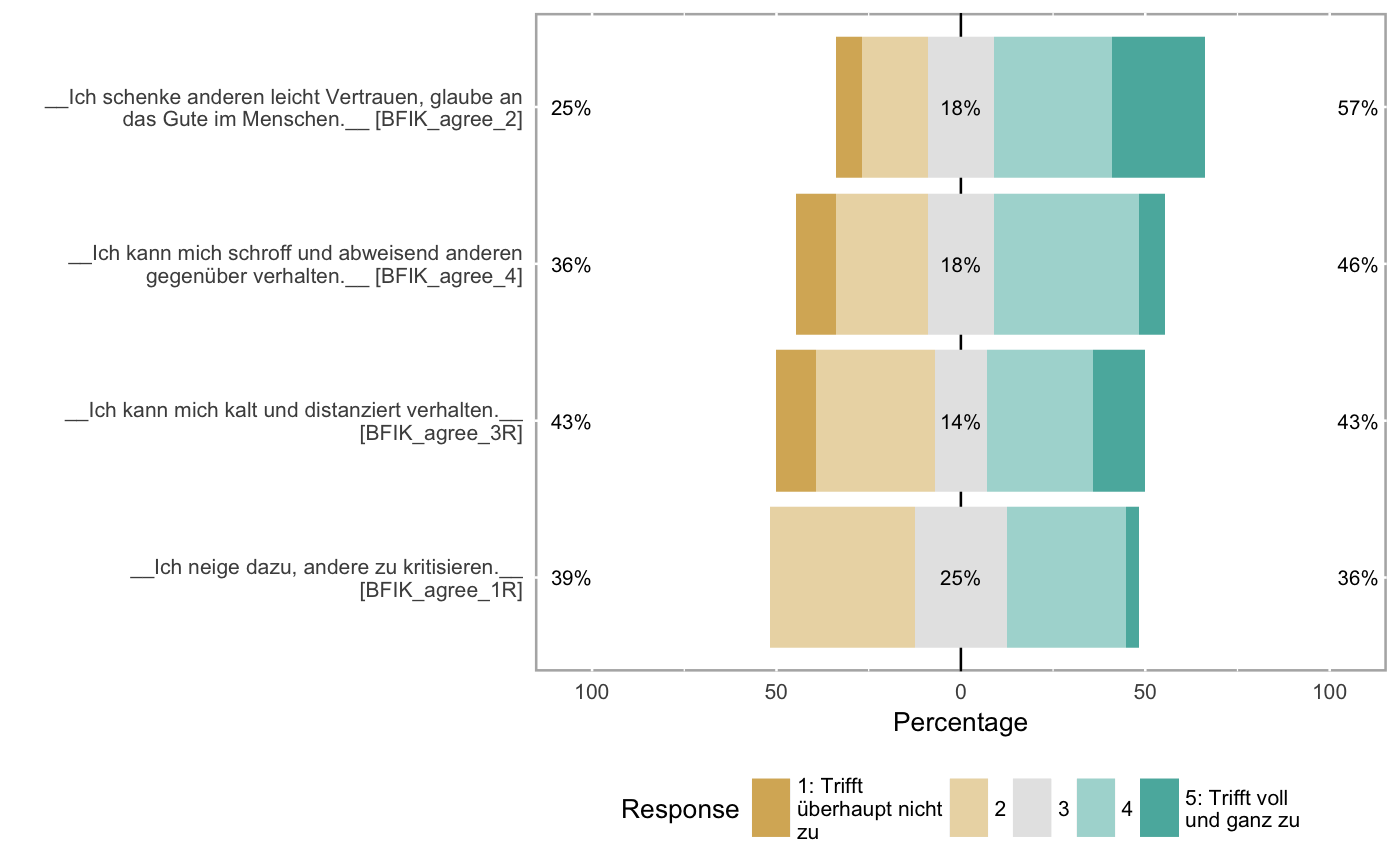 __Ich schenke anderen leicht Vertrauen, glaube an
das Gute im Menschen.__ [BFIK_agree_2]
25%
18%
57%
__Ich kann mich schroff und abweisend anderen
gegenüber verhalten.__ [BFIK_agree_4]
36%
18%
46%
__Ich kann mich kalt und distanziert verhalten.__
[BFIK_agree_3R]
43%
14%
43%
__Ich neige dazu, andere zu kritisieren.__
[BFIK_agree_1R]
39%
25%
36%
100 50 0 50 100
Percentage
Response
1: Trifft
überhaupt nicht
zu
2
3
4
5: Trifft voll
und ganz zu